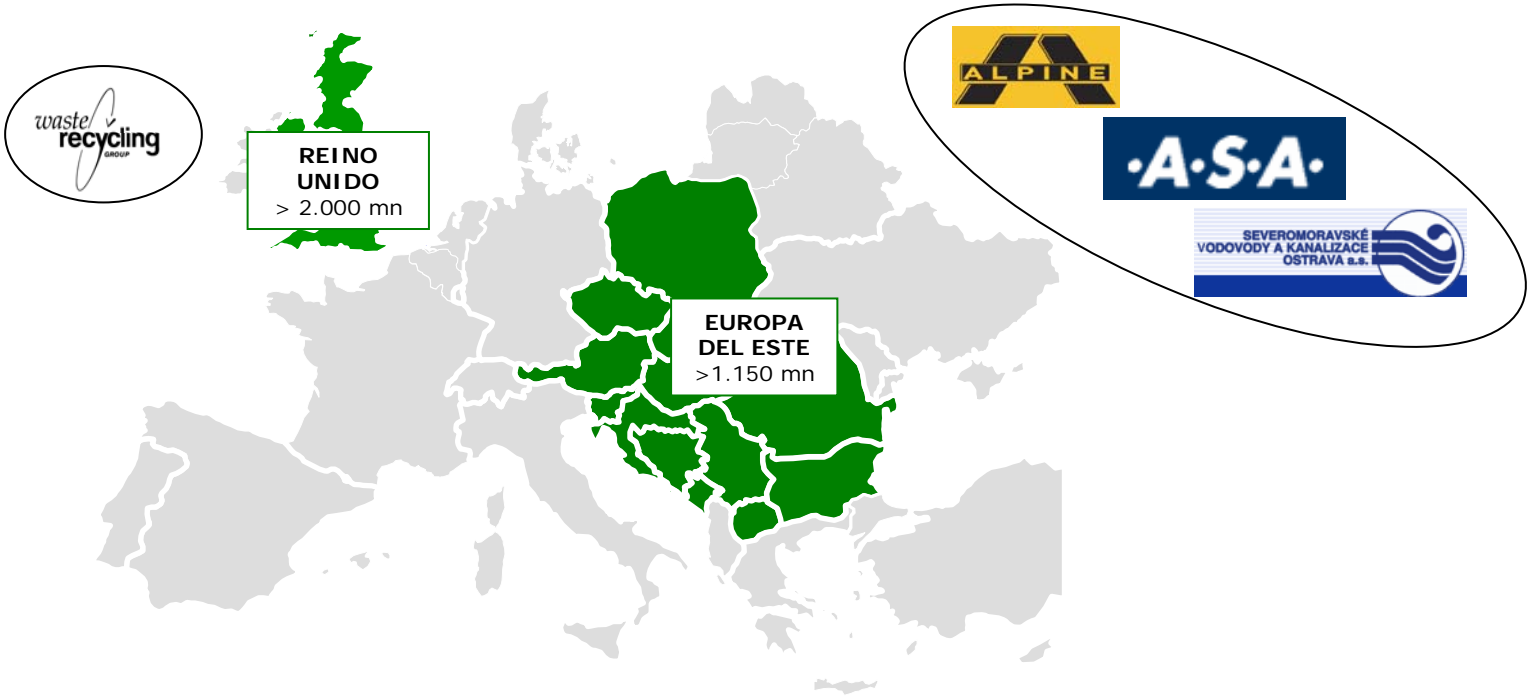 waste
recycling
GROUP
REINO
UNIDO
> 2.000 mn
EUROPA
DEL ESTE
>1.150 mn
ALPINE
·A·S·A·
SEVEROMORAVSKÉ
VODOVODY A KANALIZACE
OSTRAVA a.s.